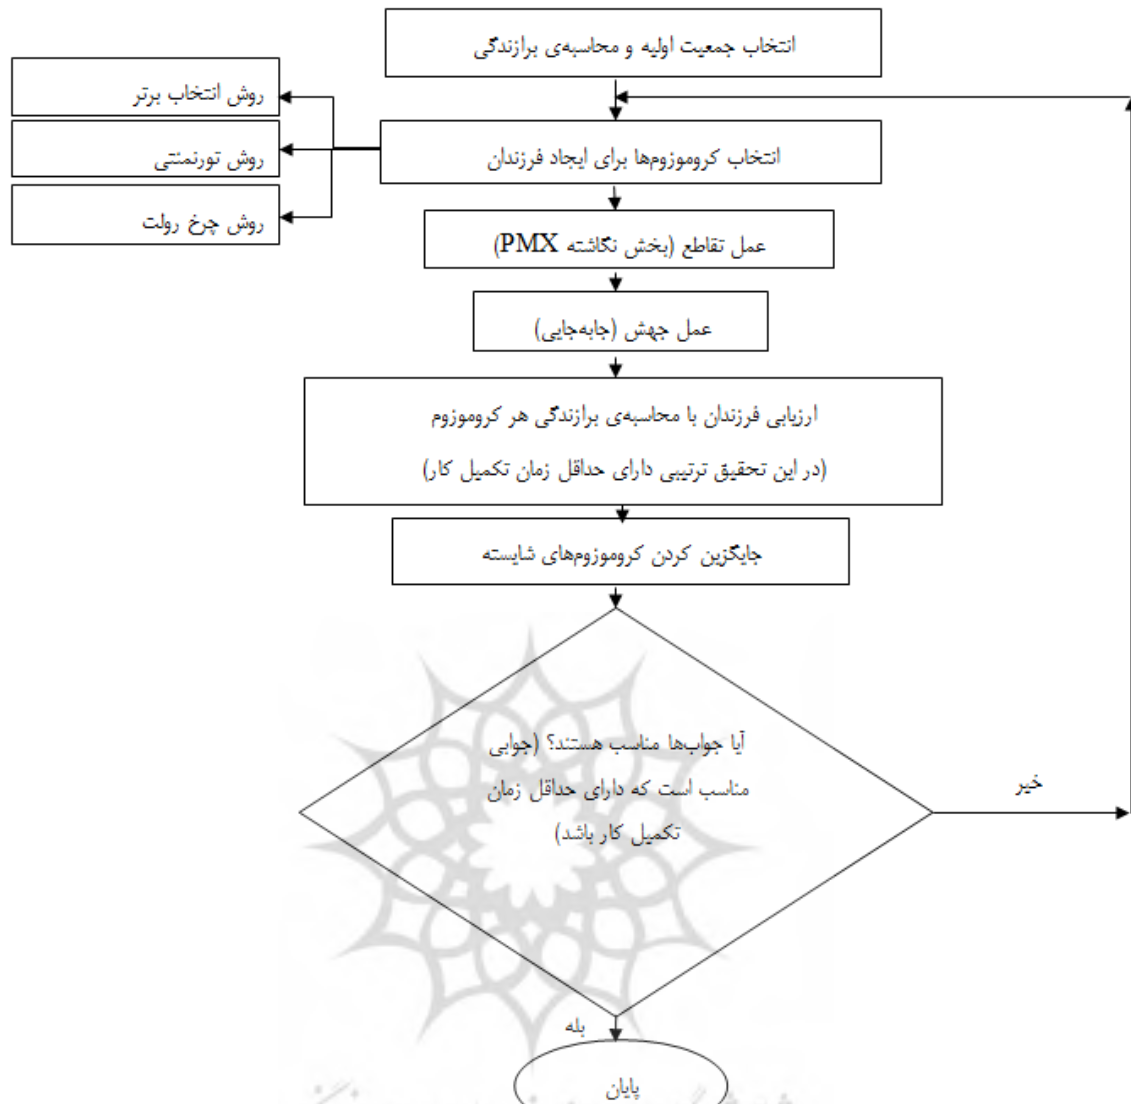 انتخاب جمعیت اولیه و محاسبه‌ی برازندگی
روش انتخاب برتر
روش تورنمنتی
روش چرخ رولت
انتخاب کروموزوم‌ها برای ایجاد فرزندان
عمل تقاطع (بخش نگاشته PMX)
عمل جهش (جابه‌جایی)
ارزیابی فرزندان با محاسبه‌ی برازندگی هر کروموزوم
(در این تحقیق ترتیبی دارای حداقل زمان تکمیل کار)
جایگزین کردن کروموزوم‌های شایسته
آیا جواب‌ها مناسب هستند؟ (جوابی
مناسب است که دارای حداقل زمان
تکمیل کار باشد)
خیر
بله
پایان